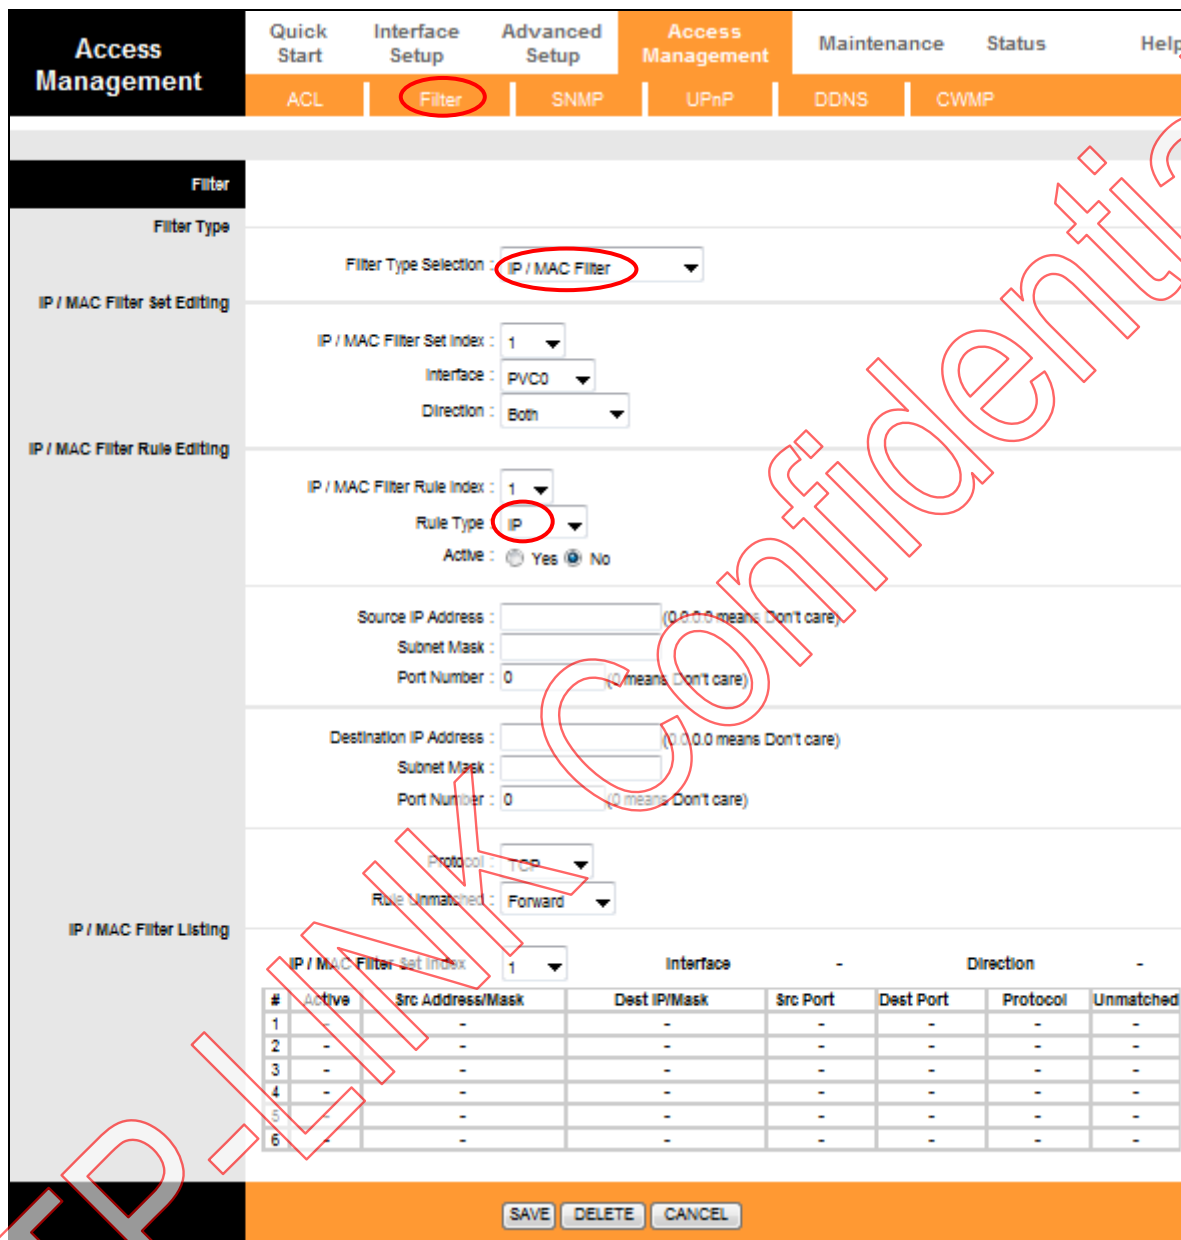 Access Management
Quick Start
Interface Setup
Advanced Setup
Access Management
Maintenance
Status
Help
ACL
Filter
SNMP
UPnP
DDNS
CWMP
Filter
Filter Type
Filter Type Selection : IP / MAC Filter
IP / MAC Filter Set Editing
IP / MAC Filter Set Index : 1
Interface : PVC0
Direction : Both
IP / MAC Filter Rule Editing
IP / MAC Filter Rule Index : 1
Rule Type : IP
Active : Yes No
Source IP Address : (0.0.0.0 means Don't care)
Subnet Mask :
Port Number : 0 (0 means Don't care)
Destination IP Address : (0.0.0.0 means Don't care)
Subnet Mask :
Port Number : 0 (0 means Don't care)
Protocol : TCP
Rule Unmatched : Forward
IP / MAC Filter Listing
IP / MAC Filter Set Index 1 Interface - Direction -
# Active Src Address/Mask Dest IP/Mask Src Port Dest Port Protocol Unmatched
1 - - - - - - -
2 - - - - - - -
3 - - - - - - -
4 - - - - - - -
5 - - - - - - -
6 - - - - - - -
SAVE DELETE CANCEL
TP-LINK Confidential